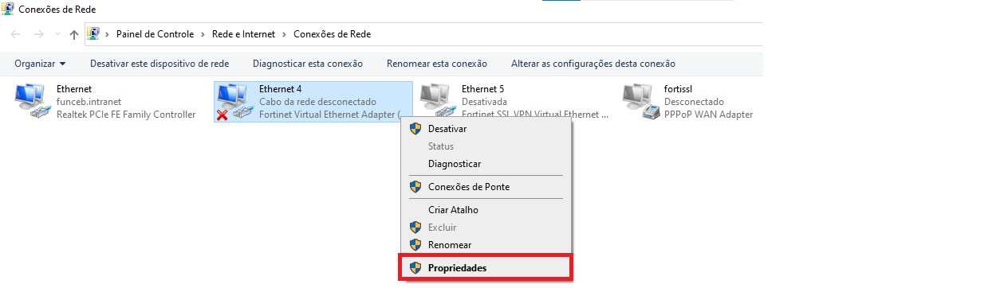 Conexões de Rede
Painel de Controle > Rede e Internet > Conexões de Rede
Organizar Desativar este dispositivo de rede Diagnosticar esta conexão Renomear esta conexão Alterar as configurações desta conexão
Ethernet
funceb.intranet
Realtek PCIe FE Family Controller
Ethernet 4
Cabo da rede desconectado
Fortinet Virtual Ethernet Adapter (
Ethernet 5
Desativada
Fortinet SSL VPN Virtual Ethernet ...
fortissl
Desconectado
PPPoP WAN Adapter
Desativar
Status
Diagnosticar
Conexões de Ponte
Criar Atalho
Excluir
Renomear
Propriedades